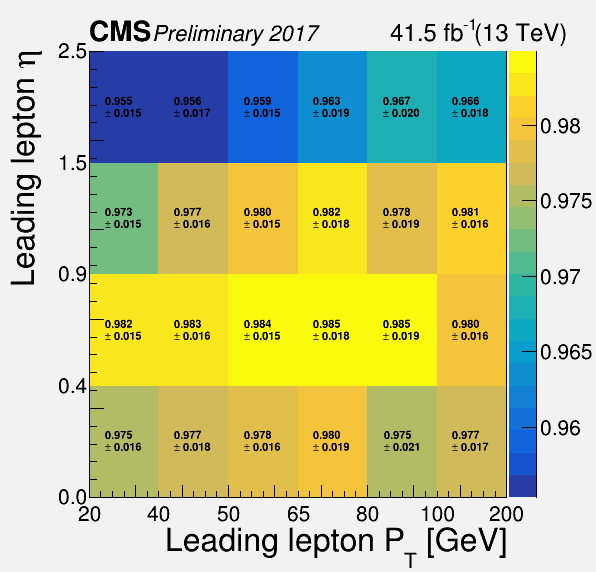 CMS Preliminary 2017 41.5 fb⁻¹(13 TeV)
Leading lepton η
2.5
0.955 0.956 0.959 0.963 0.967 0.966
± 0.015 ± 0.017 ± 0.015 ± 0.019 ± 0.020 ± 0.018
0.98
1.5
0.973 0.977 0.980 0.982 0.978 0.981
± 0.015 ± 0.016 ± 0.015 ± 0.018 ± 0.019 ± 0.016
0.975
0.9
0.97
0.982 0.983 0.984 0.985 0.985 0.980
± 0.015 ± 0.016 ± 0.015 ± 0.018 ± 0.019 ± 0.016
0.965
0.4
0.96
0.975 0.977 0.978 0.980 0.975 0.977
± 0.016 ± 0.018 ± 0.016 ± 0.019 ± 0.021 ± 0.017
0.0
20 40 50 65 80 100 200
Leading lepton P_T [GeV]